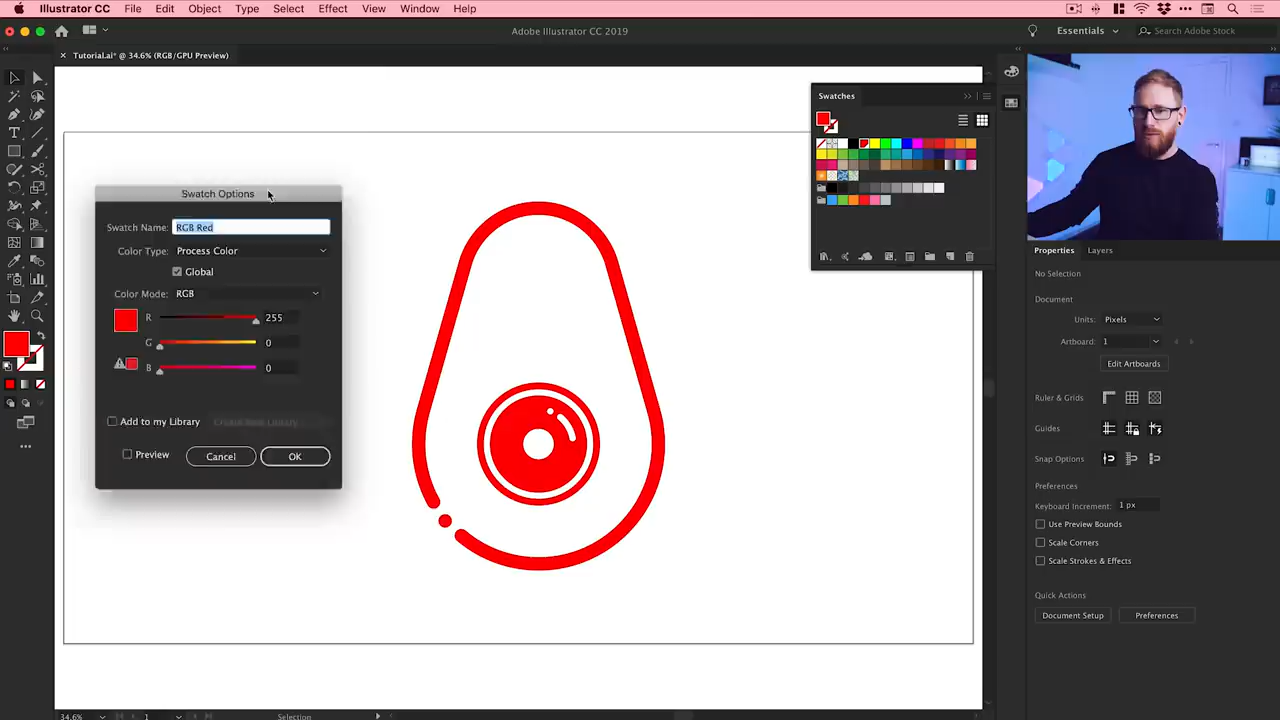 Illustrator CC File Edit Object Type Select Effect View Window Help
Adobe Illustrator CC 2019
Essentials
Search Adobe Stock
Tutorial.ai* @ 34.6% (RGB/GPU Preview)
Swatches
Swatch Options
Swatch Name: RGB Red
Color Type: Process Color
Global
Color Mode: RGB
R 255
G 0
B 0
Add to my Library
Create New Library
Preview
Cancel
OK
Properties Layers
No Selection
Document
Units: Pixels
Artboard: 1
Edit Artboards
Ruler & Grids
Guides
Snap Options
Preferences
Keyboard Increment: 1 px
Use Preview Bounds
Scale Corners
Scale Strokes & Effects
Quick Actions
Document Setup
Preferences
34.6% 1 Selection